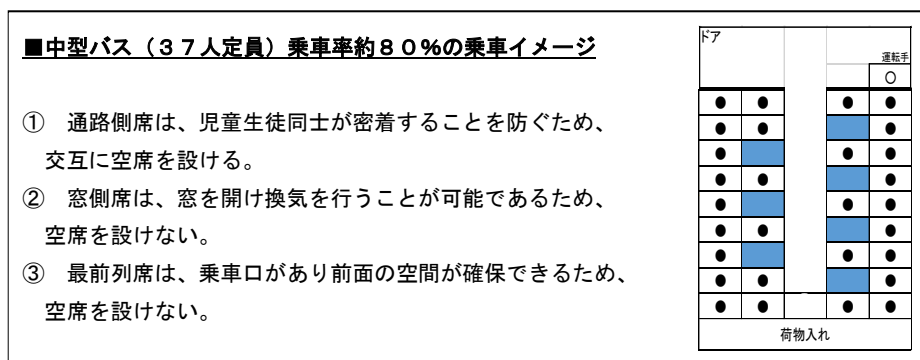 ■中型バス（３７人定員）乗車率約８０％の乗車イメージ
①　通路側席は、児童生徒同士が密着することを防ぐため、
交互に空席を設ける。
②　窓側席は、窓を開け換気を行うことが可能であるため、
空席を設けない。
③　最前列席は、乗車口があり前面の空間が確保できるため、
空席を設けない。
ドア
運転手
荷物入れ